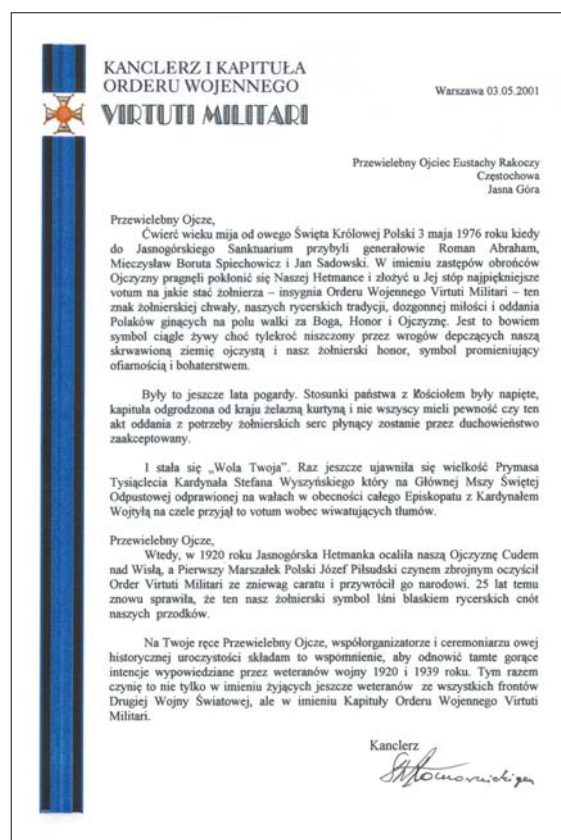 KANCLERZ I KAPITUŁA
ORDERU WOJENNEGO
VIRTUTI MILITARI
Warszawa 03.05.2001
Przewielebny Ojciec Eustachy Rakoczy
Częstochowa
Jasna Góra
Przewielebny Ojcze,
Ćwierć wieku mija od owego Święta Królowej Polski 3 maja 1976 roku kiedy
do Jasnogórskiego Sanktuarium przybyli generałowie Roman Abraham,
Mieczysław Boruta Spiechowicz i Jan Sadowski. W imieniu zastępów obrońców
Ojczyzny pragnęli pokłonić się Naszej Hetmance i złożyć u Jej stóp najpiękniejsze
votum na jakie stać żołnierza – insygnia Orderu Wojennego Virtuti Militari – ten
znak żołnierskiej chwały, naszych rycerskich tradycji, dozgonnej miłości i oddania
Polaków ginących na polu walki za Boga, Honor i Ojczyznę. Jest to bowiem
symbol ciągle żywy choć tylekroć niszczony przez wrogów depczących naszą
skrwawioną ziemię ojczystą i nasz żołnierski honor, symbol promieniujący
ofiarnością i bohaterstwem.
Były to jeszcze lata pogardy. Stosunki państwa z Kościołem były napięte,
kapituła odgrodzona od kraju żelazną kurtyną i nie wszyscy mieli pewność czy ten
akt oddania z potrzeby żołnierskich serc płynący zostanie przez duchowieństwo
zaakceptowany.
I stała się „Wola Twoja”. Raz jeszcze ujawniła się wielkość Prymasa
Tysiąclecia Kardynała Stefana Wyszyńskiego który na Głównej Mszy Świętej
Odpustowej odprawionej na wałach w obecności całego Episkopatu z Kardynałem
Wojtyłą na czele przyjął to votum wobec wiwatujących tłumów.
Przewielebny Ojcze,
Wtedy, w 1920 roku Jasnogórska Hetmanka ocaliła naszą Ojczyznę Cudem
nad Wisłą, a Pierwszy Marszałek Polski Józef Piłsudski czynem zbrojnym oczyścił
Order Virtuti Militari ze zniewag caratu i przywrócił go narodowi. 25 lat temu
znowu sprawiła, że ten nasz żołnierski symbol lśni blaskiem rycerskich cnót
naszych przodków.
Na Twoje ręce Przewielebny Ojcze, współorganizatorze i ceremoniarzu owej
historycznej uroczystości składam to wspomnienie, aby odnowić tamte gorące
intencje wypowiedziane przez weteranów wojny 1920 i 1939 roku. Tym razem
czynię to nie tylko w imieniu żyjących jeszcze weteranów ze wszystkich frontów
Drugiej Wojny Światowej, ale w imieniu Kapituły Orderu Wojennego Virtuti
Militari.
Kanclerz